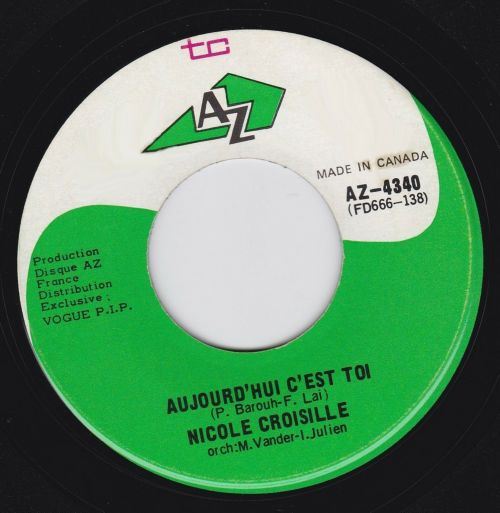 tc
AZ
MADE IN CANADA
AZ-4340
(FD666-138)
Production
Disque AZ
France
Distribution
Exclusive :
VOGUE P.I.P.
AUJOURD'HUI C'EST TOI
(P. Barouh-F. Lai)
NICOLE CROISILLE
orch:M.Vander-I.Julien